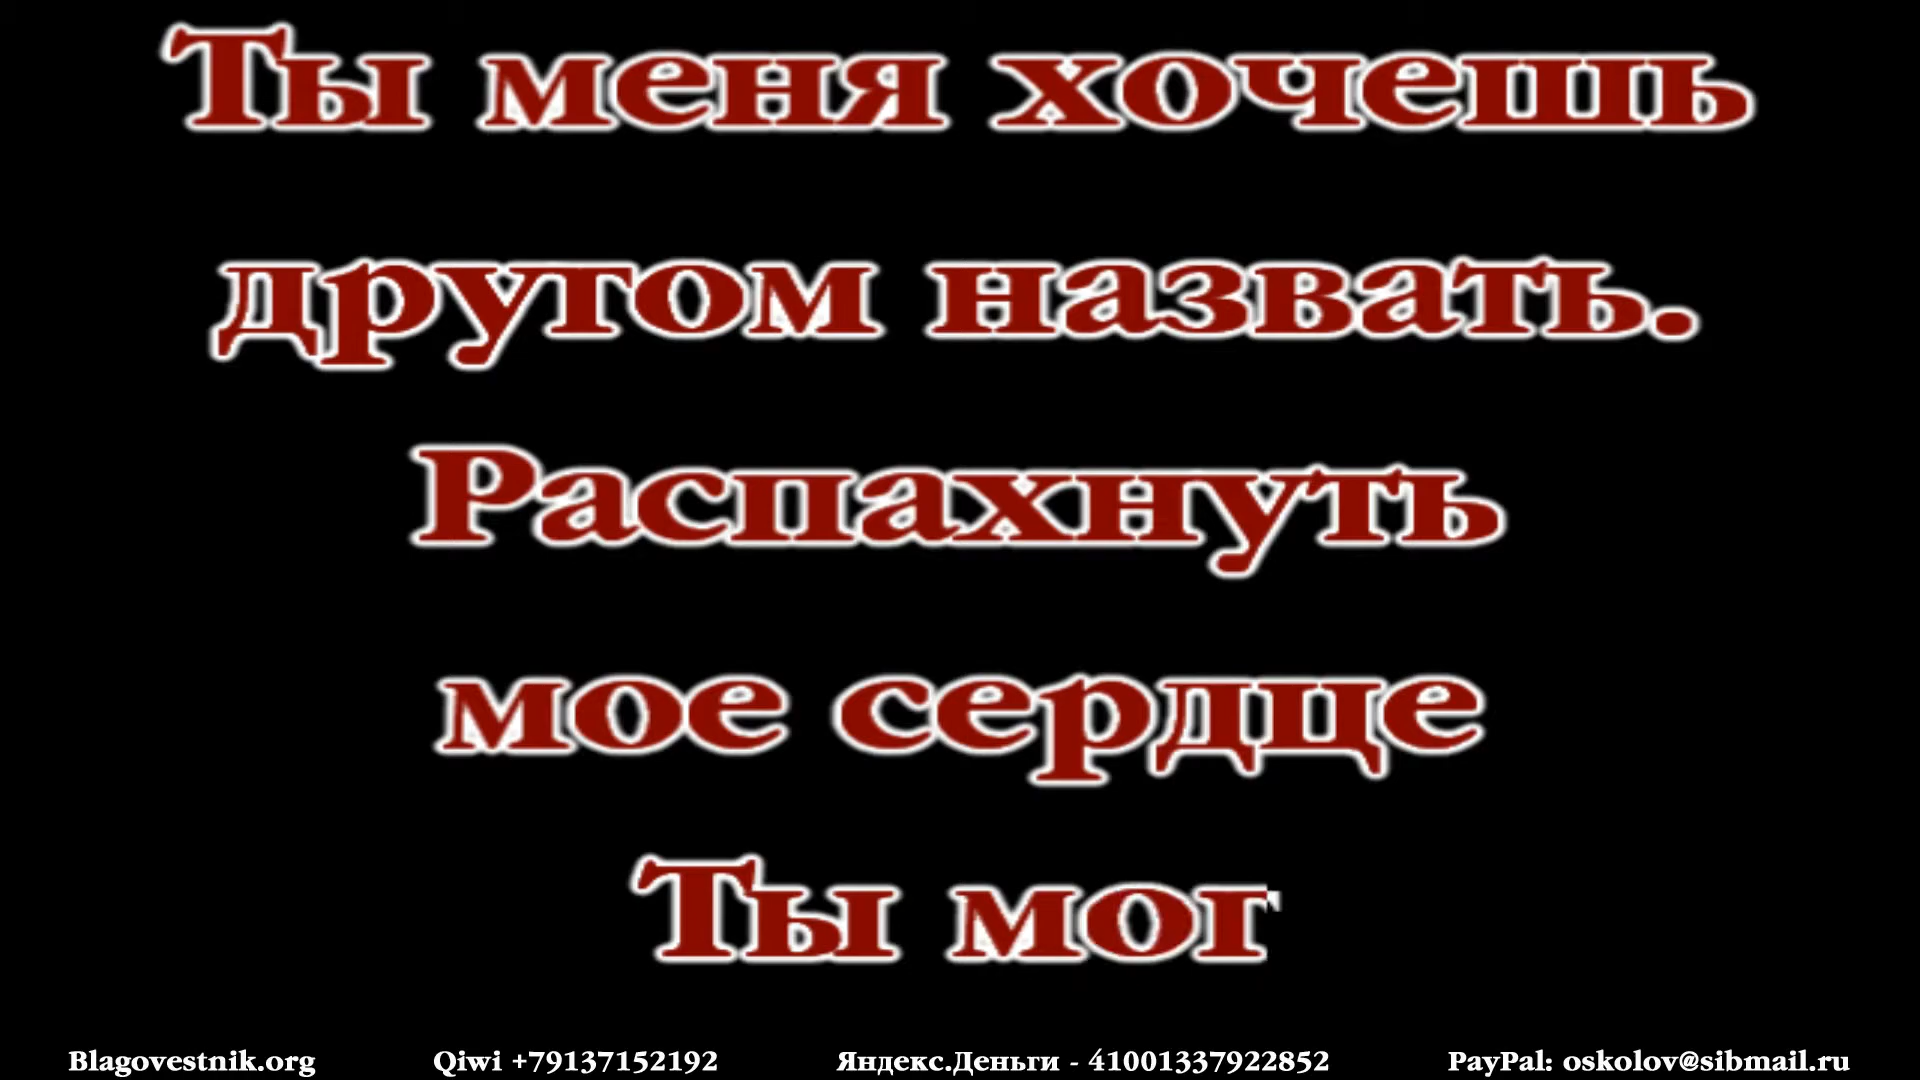 Ты меня хочешь
другом назвать.
Распахнуть
мое сердце
Ты мог
Blagovestnik.org Qiwi +79137152192 Яндекс.Деньги - 41001337922852 PayPal: oskolov@sibmail.ru